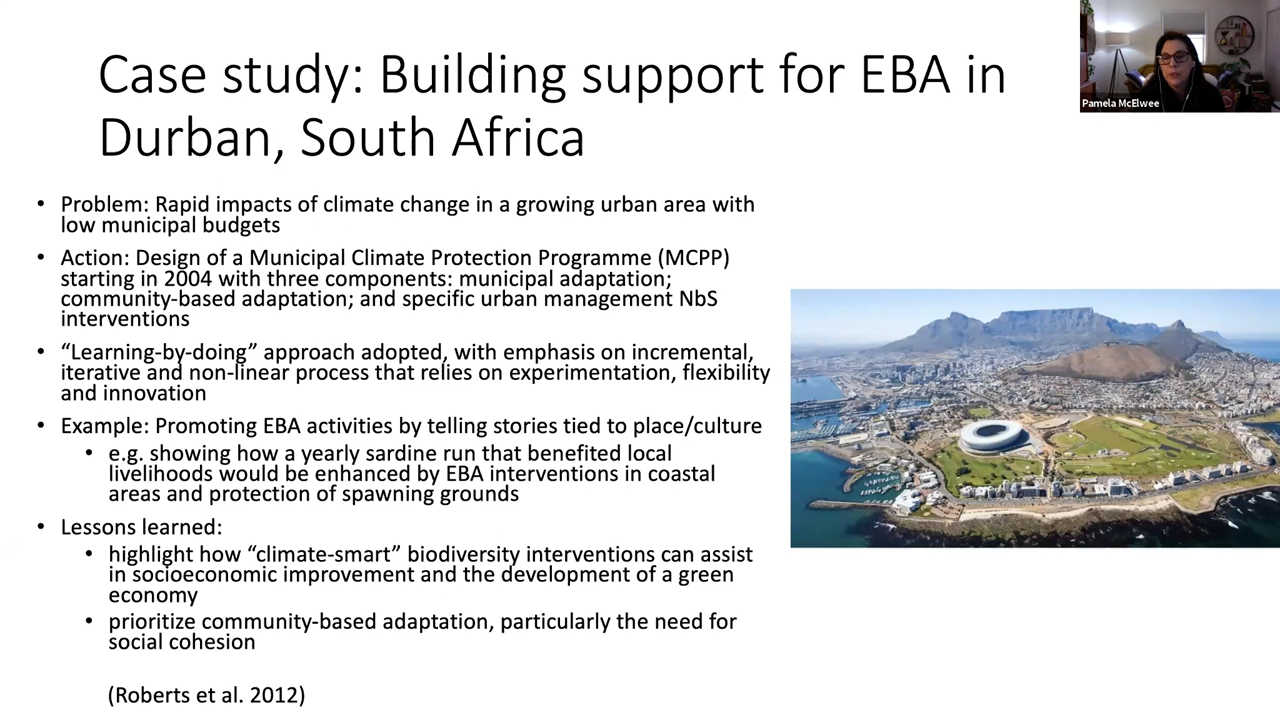 Case study: Building support for EBA in
Durban, South Africa
Pamela McElwee
• Problem: Rapid impacts of climate change in a growing urban area with
low municipal budgets
• Action: Design of a Municipal Climate Protection Programme (MCPP)
starting in 2004 with three components: municipal adaptation;
community-based adaptation; and specific urban management NbS
interventions
• “Learning-by-doing” approach adopted, with emphasis on incremental,
iterative and non-linear process that relies on experimentation, flexibility
and innovation
• Example: Promoting EBA activities by telling stories tied to place/culture
• e.g. showing how a yearly sardine run that benefited local
livelihoods would be enhanced by EBA interventions in coastal
areas and protection of spawning grounds
• Lessons learned:
• highlight how “climate-smart” biodiversity interventions can assist
in socioeconomic improvement and the development of a green
economy
• prioritize community-based adaptation, particularly the need for
social cohesion
(Roberts et al. 2012)